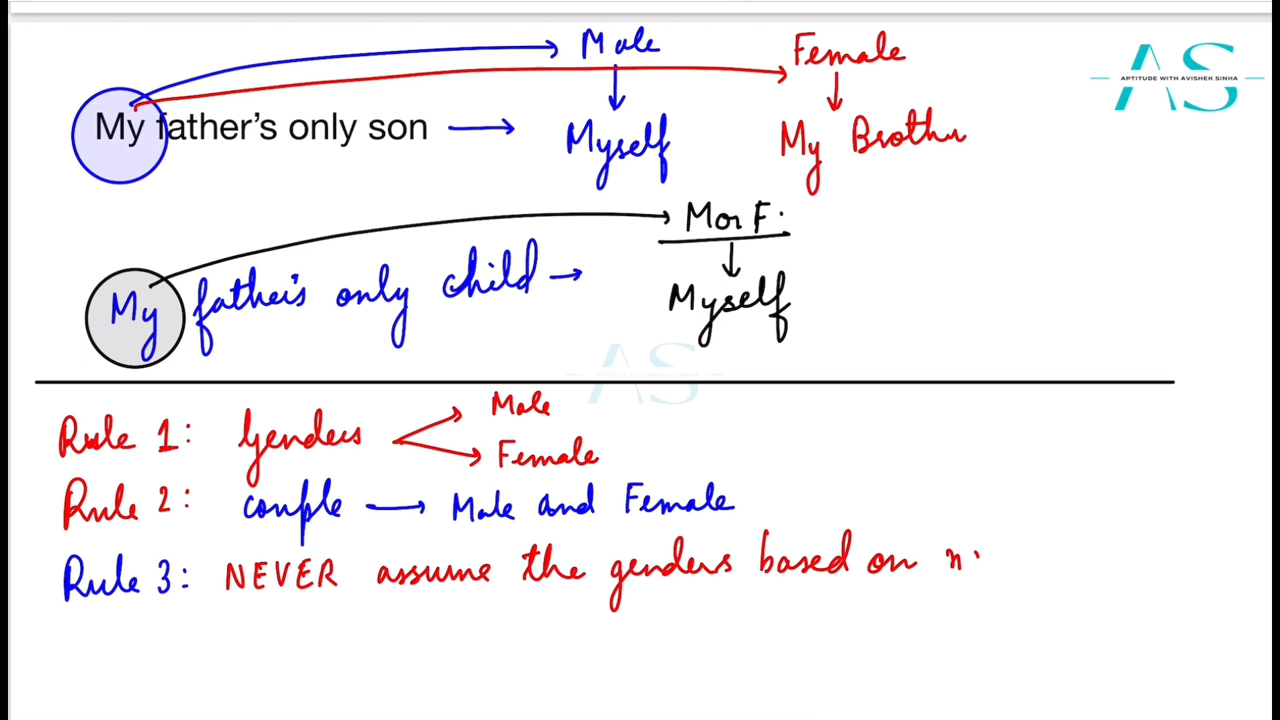 Male
Female
AS
APTITUDE WITH AVISHEK SINHA
My father's only son → Myself
My Brother
M or F.
My father's only child → Myself
AS
Rule 1: Genders
Male
Female
Rule 2: couple → Male and Female
Rule 3: NEVER assume the genders based on n